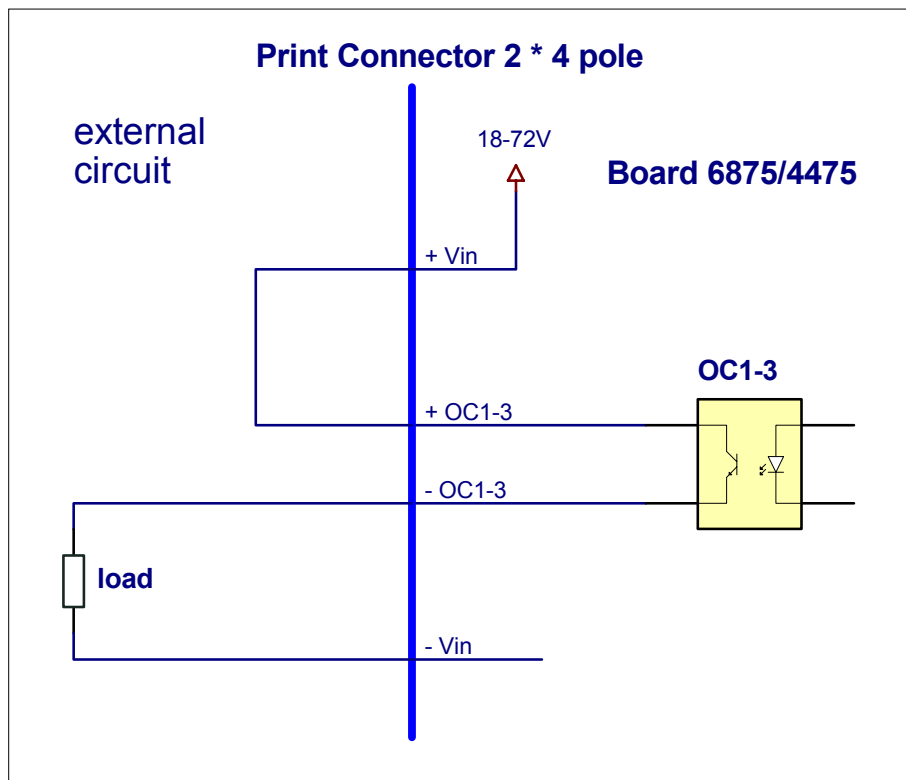 Print Connector 2 * 4 pole
external
circuit
18-72V
Board 6875/4475
+ Vin
OC1-3
+ OC1-3
- OC1-3
load
- Vin